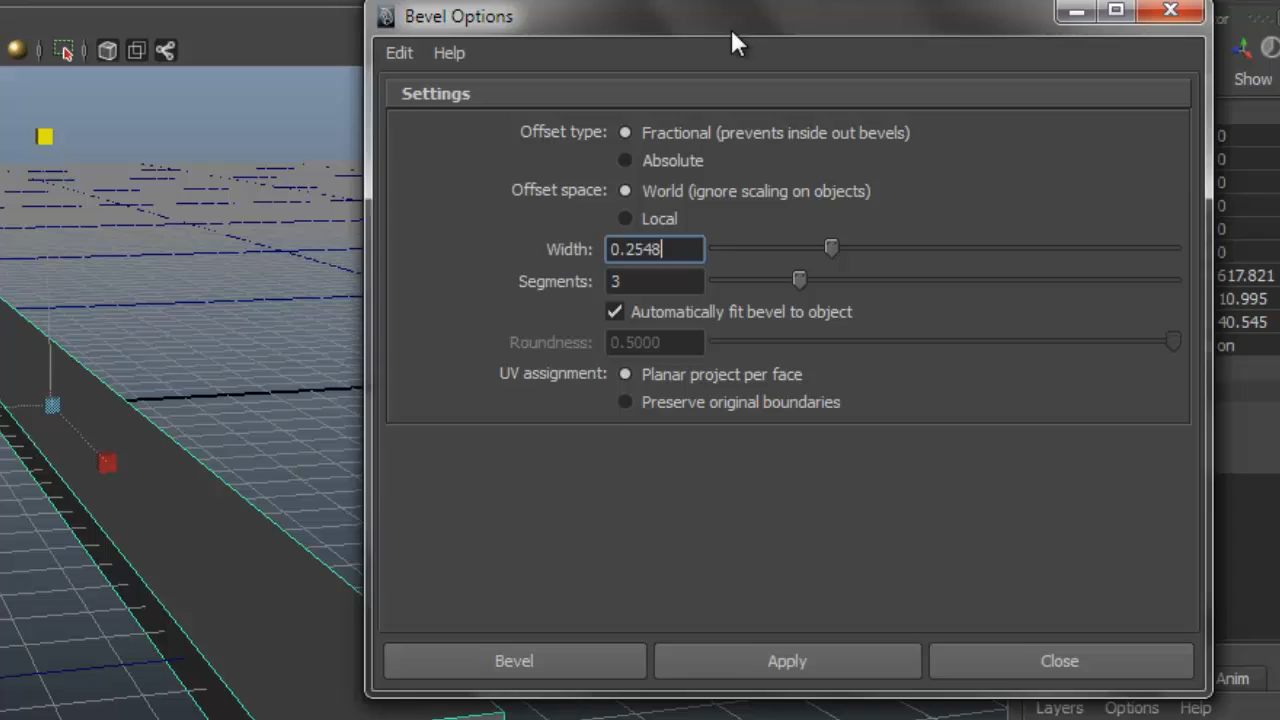 Bevel Options
Edit Help
Show
Settings
Offset type: Fractional (prevents inside out bevels)
Absolute
Offset space: World (ignore scaling on objects)
Local
Width: 0.2548
Segments: 3
Automatically fit bevel to object
Roundness: 0.5000
UV assignment: Planar project per face
Preserve original boundaries
Bevel Apply Close
0
0
0
0
0
0
617.821
10.995
40.545
on
Anim
Layers Options Help